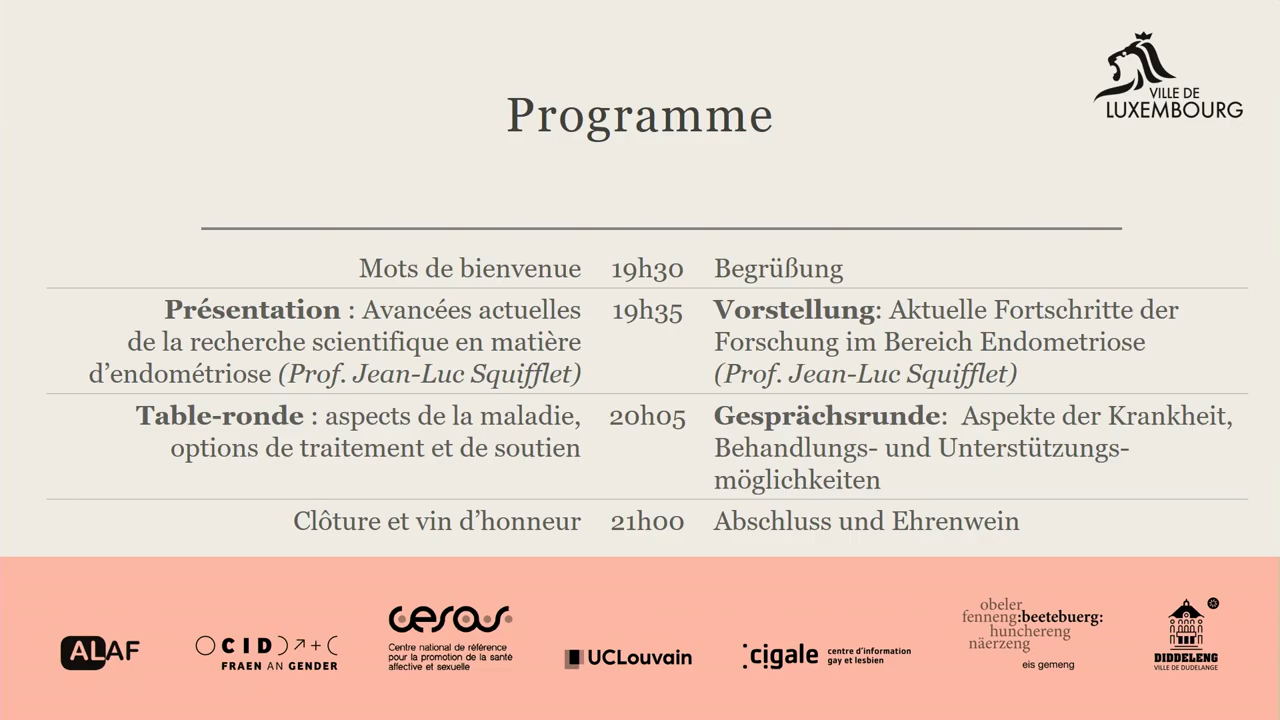 VILLE DE
LUXEMBOURG
Programme
Mots de bienvenue 19h30 Begrüßung
Présentation : Avancées actuelles
de la recherche scientifique en matière
d’endométriose (Prof. Jean-Luc Squifflet)
19h35
Vorstellung: Aktuelle Fortschritte der
Forschung im Bereich Endometriose
(Prof. Jean-Luc Squifflet)
Table-ronde : aspects de la maladie,
options de traitement et de soutien
20h05
Gesprächsrunde: Aspekte der Krankheit,
Behandlungs- und Unterstützungs-
möglichkeiten
Clôture et vin d’honneur 21h00 Abschluss und Ehrenwein
ALAF
CID
FRAEN AN GENDER
cesas
Centre national de référence
pour la promotion de la santé
affective et sexuelle
UCLouvain
cigale
centre d’information
gay et lesbien
obeler
fenneng:beetebuerg:
hunchereng
näerzeng
eis gemeng
DIDDELENG
VILLE DE DUDELANGE